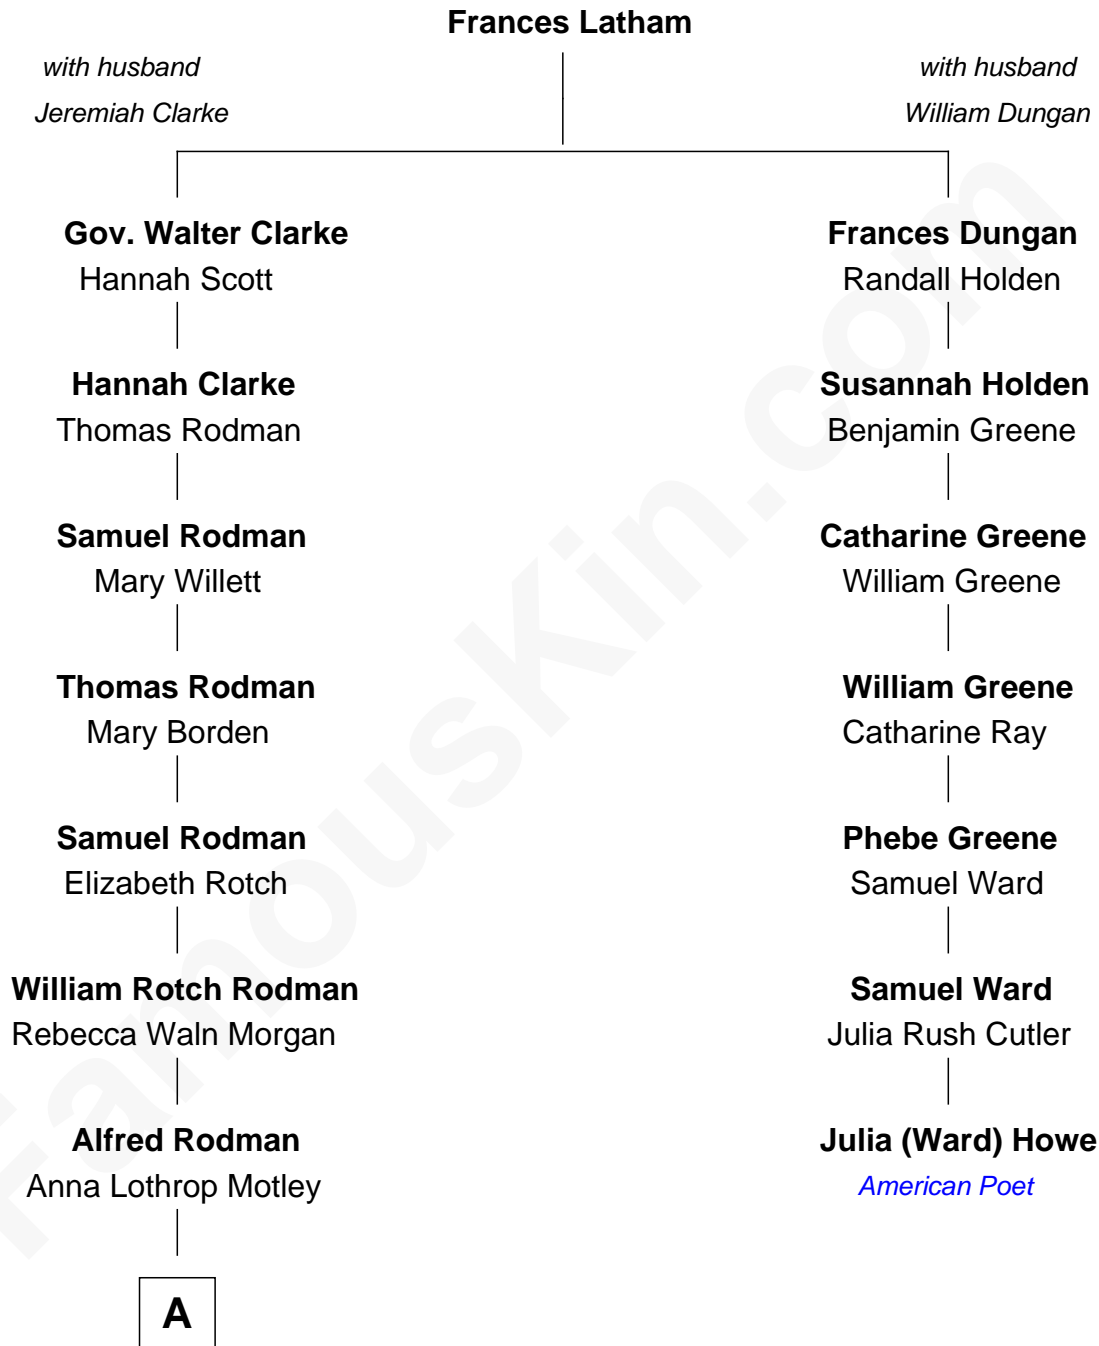 Frances Latham
with husband
Jeremiah Clarke
with husband
William Dungan
Gov. Walter Clarke
Hannah Scott
Frances Dungan
Randall Holden
Hannah Clarke
Thomas Rodman
Susannah Holden
Benjamin Greene
Samuel Rodman
Mary Willett
Catharine Greene
William Greene
Thomas Rodman
Mary Borden
William Greene
Catharine Ray
Samuel Rodman
Elizabeth Rotch
Phebe Greene
Samuel Ward
William Rotch Rodman
Rebecca Waln Morgan
Samuel Ward
Julia Rush Cutler
Alfred Rodman
Anna Lothrop Motley
Julia (Ward) Howe
American Poet
A
FamousKin.com